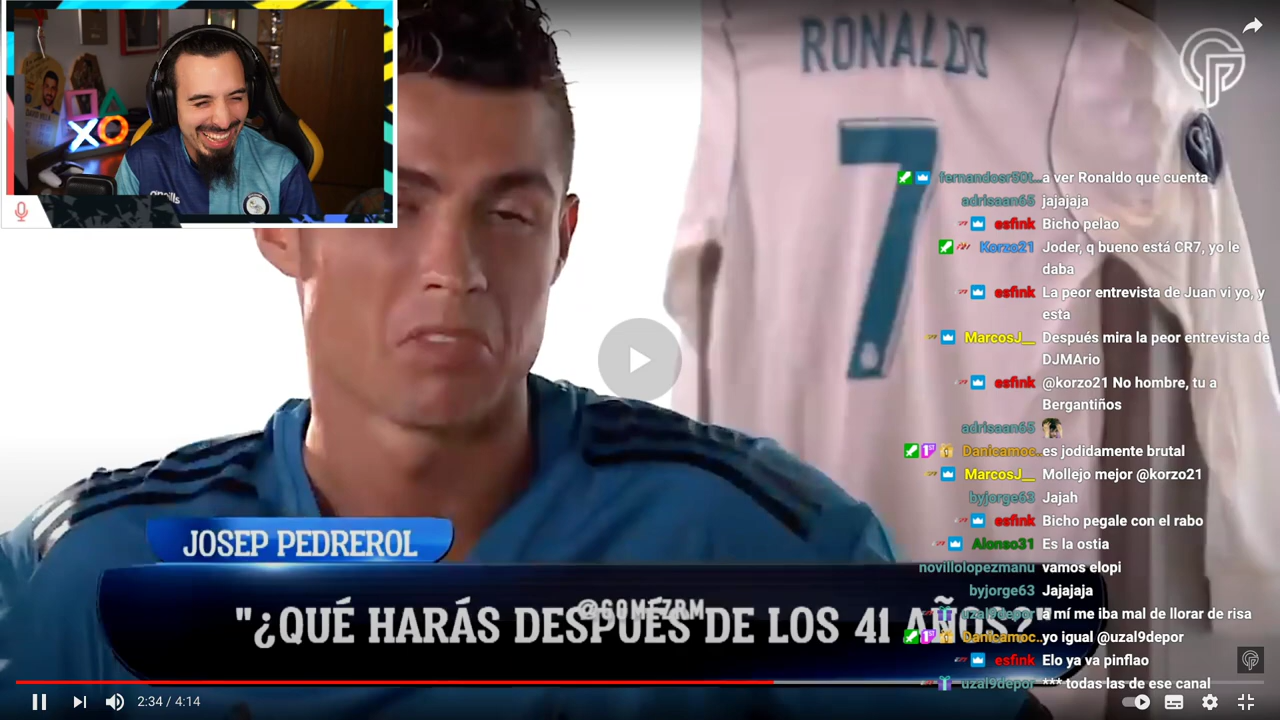 RONALDO
7
fernandosr50t... a ver Ronaldo que cuenta
adrisaan65 jajajaja
esfink Bicho pelao
Korzo21 Joder, q bueno está CR7, yo le
daba
esfink La peor entrevista de Juan vi yo, y
esta
MarcosJ__ Después mira la peor entrevista de
DJMArio
esfink @korzo21 No hombre, tu a
Bergantiños
adrisaan65
Danicamoc... es jodidamente brutal
MarcosJ__ Mollejo mejor @korzo21
byjorge63 Jajah
esfink Bicho pegale con el rabo
Alonso31 Es la ostia
novillolopezmanu vamos elopi
byjorge63 Jajajaja
uzal9depor a mí me iba mal de llorar de risa
Danicamoc... yo igual @uzal9depor
esfink Elo ya va pinflao
uzal9depor *** todas las de ese canal
JOSEP PEDREROL
@GOMEZRM
"¿QUÉ HARÁS DESPUÉS DE LOS 41 AÑOS?"
2:34 / 4:14